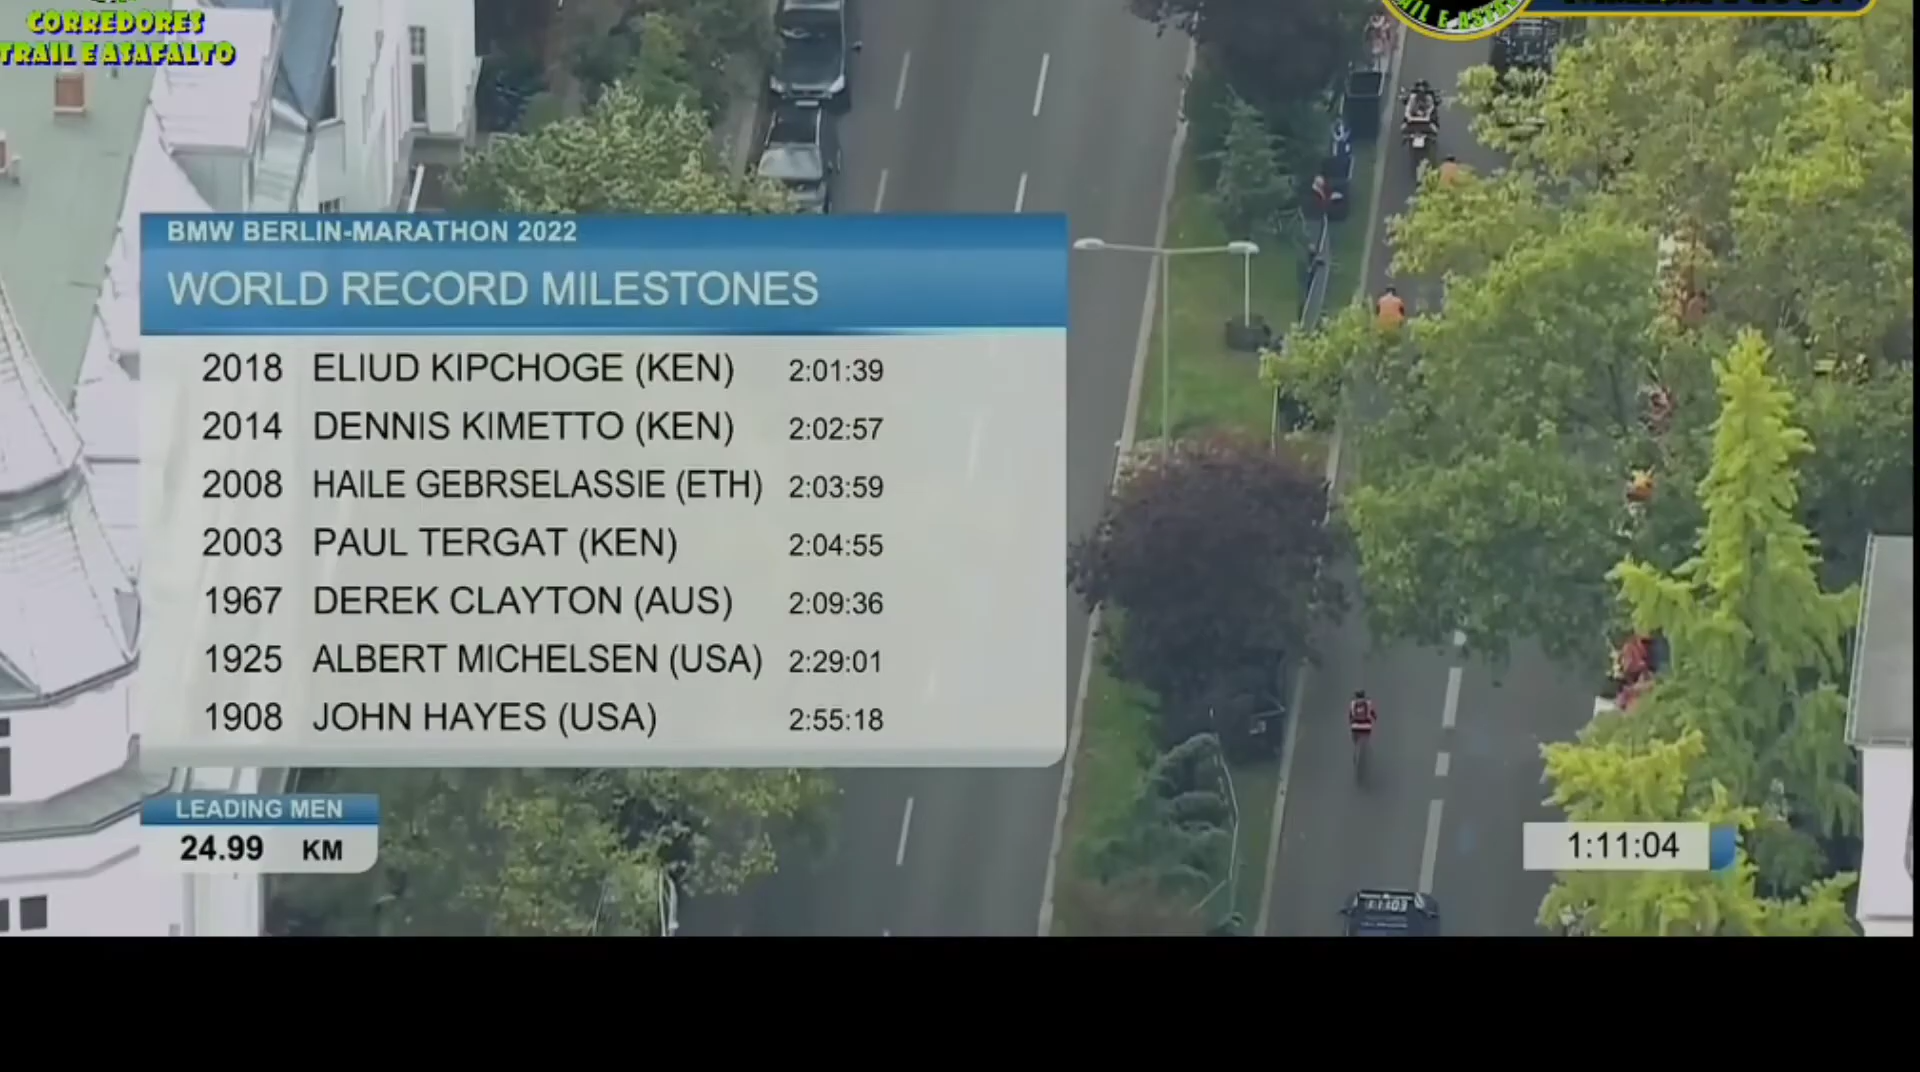 CORREDORES
TRAIL E ASAFALTO
BMW BERLIN-MARATHON 2022
WORLD RECORD MILESTONES
2018 ELIUD KIPCHOGE (KEN) 2:01:39
2014 DENNIS KIMETTO (KEN) 2:02:57
2008 HAILE GEBRSELASSIE (ETH) 2:03:59
2003 PAUL TERGAT (KEN) 2:04:55
1967 DEREK CLAYTON (AUS) 2:09:36
1925 ALBERT MICHELSEN (USA) 2:29:01
1908 JOHN HAYES (USA) 2:55:18
LEADING MEN
24.99 KM
1:11:04